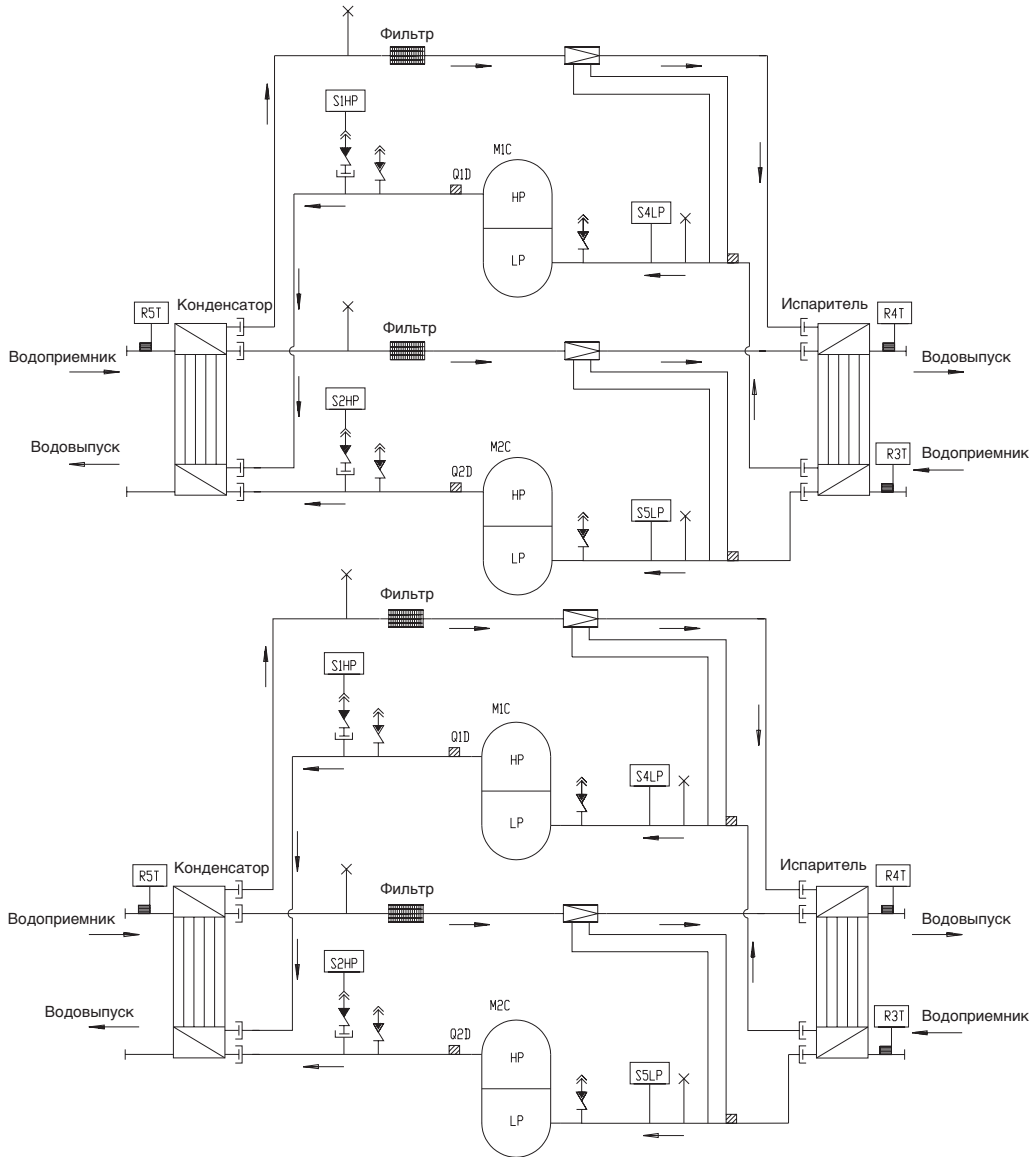 Фильтр
S1HP
M1C
Q1D
HP
S4LP
LP
Конденсатор
Испаритель
R5T
R4T
Фильтр
Водоприемник
Водовыпуск
S2HP
M2C
Водовыпуск
Q2D
R3T
Водоприемник
HP
S5LP
LP
Фильтр
S1HP
M1C
Q1D
HP
S4LP
LP
Конденсатор
Испаритель
R5T
R4T
Фильтр
Водоприемник
Водовыпуск
S2HP
M2C
Водовыпуск
Q2D
R3T
Водоприемник
HP
S5LP
LP